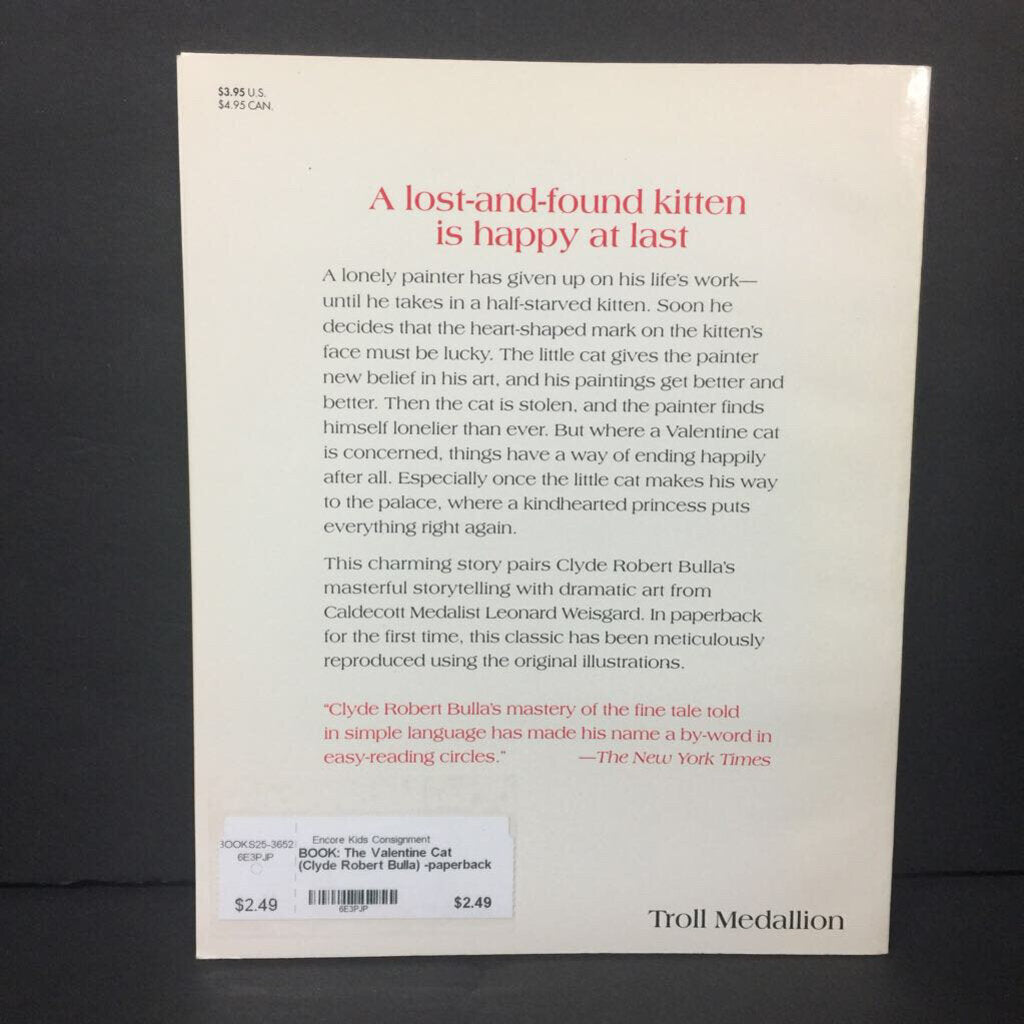 $3.95 U.S.
$4.95 CAN.
A lost-and-found kitten
is happy at last
A lonely painter has given up on his life's work—
until he takes in a half-starved kitten. Soon he
decides that the heart-shaped mark on the kitten's
face must be lucky. The little cat gives the painter
new belief in his art, and his paintings get better and
better. Then the cat is stolen, and the painter finds
himself lonelier than ever. But where a Valentine cat
is concerned, things have a way of ending happily
after all. Especially once the little cat makes his way
to the palace, where a kindhearted princess puts
everything right again.
This charming story pairs Clyde Robert Bulla's
masterful storytelling with dramatic art from
Caldecott Medalist Leonard Weisgard. In paperback
for the first time, this classic has been meticulously
reproduced using the original illustrations.
"Clyde Robert Bulla's mastery of the fine tale told
in simple language has made his name a by-word in
easy-reading circles." —The New York Times
BOOKS25-3652
6E3PJP
$2.49
Encore Kids Consignment
BOOK: The Valentine Cat
(Clyde Robert Bulla) -paperback
6E3PJP
$2.49
Troll Medallion